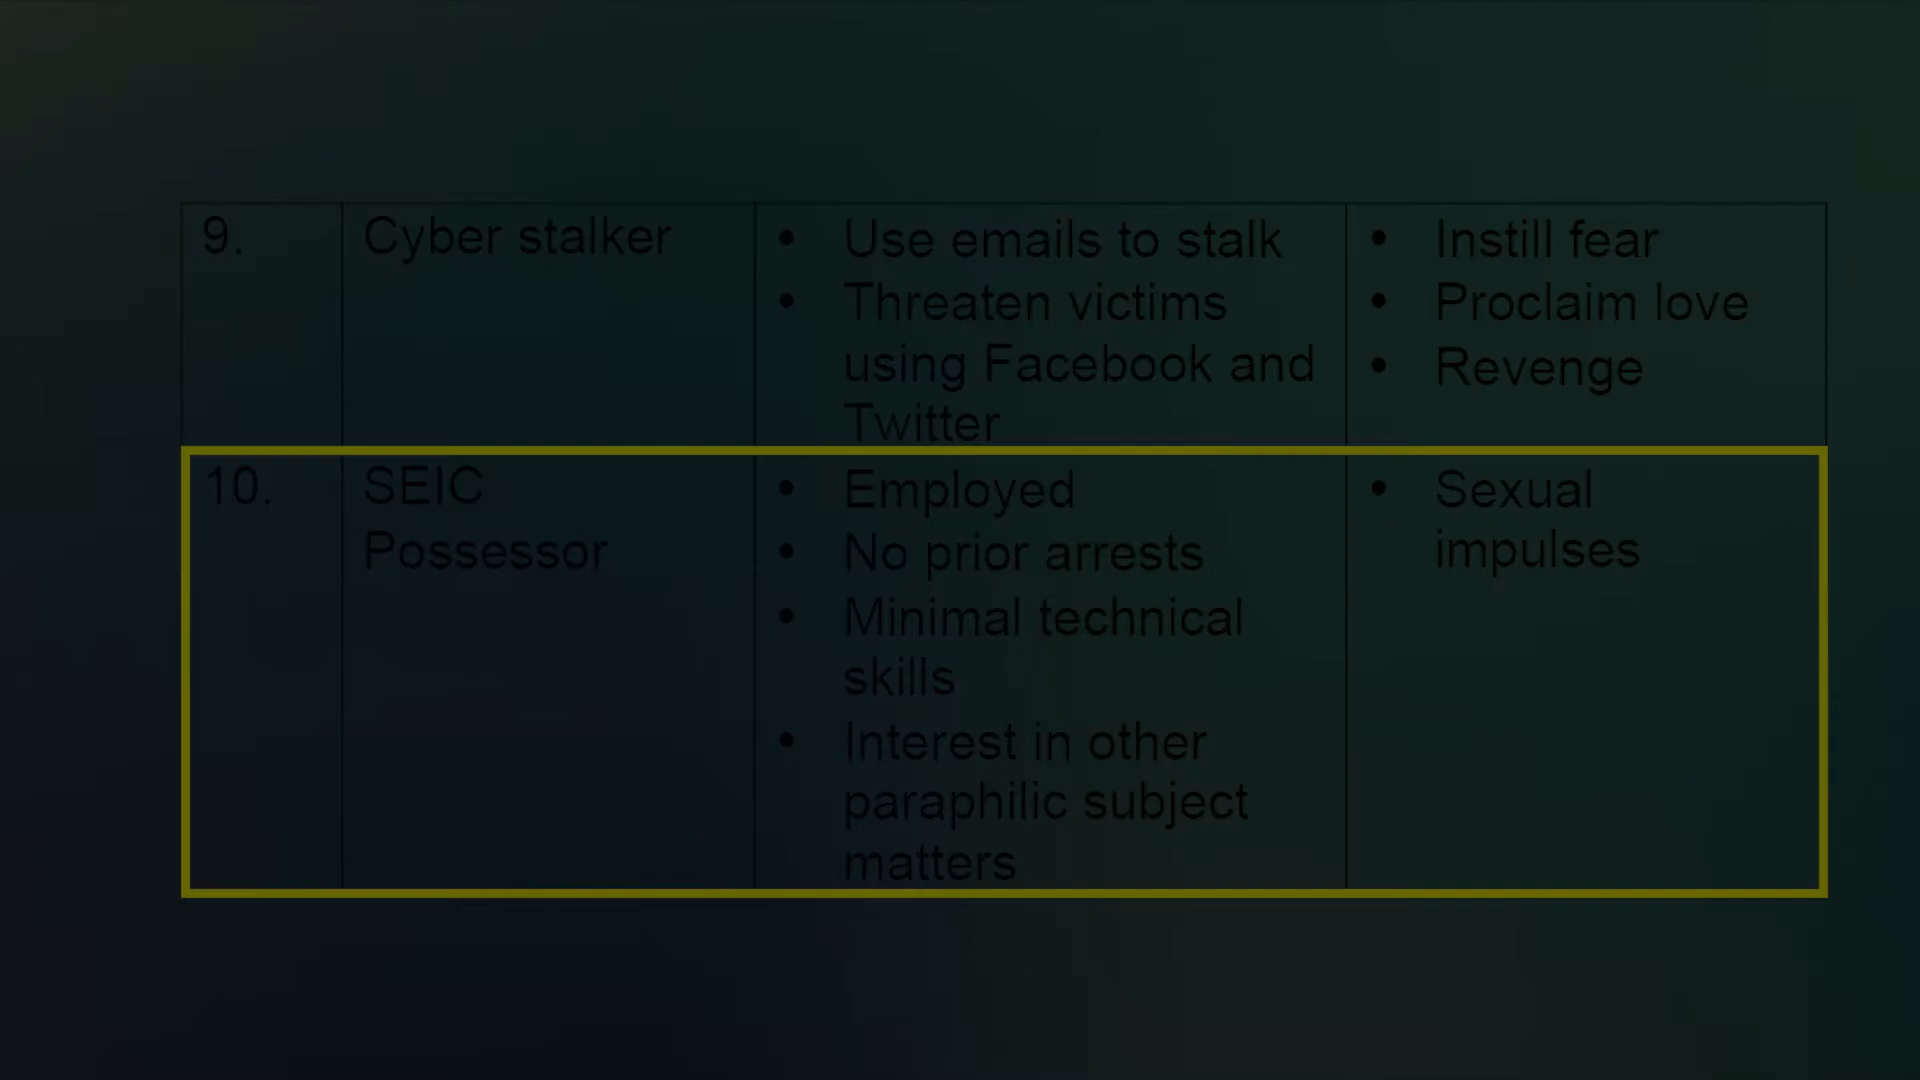 9.
Cyber stalker
• Use emails to stalk
• Threaten victims
using Facebook and
Twitter
• Instill fear
• Proclaim love
• Revenge
10.
SEIC
Possessor
• Employed
• No prior arrests
• Minimal technical
skills
• Interest in other
paraphilic subject
matters
• Sexual
impulses